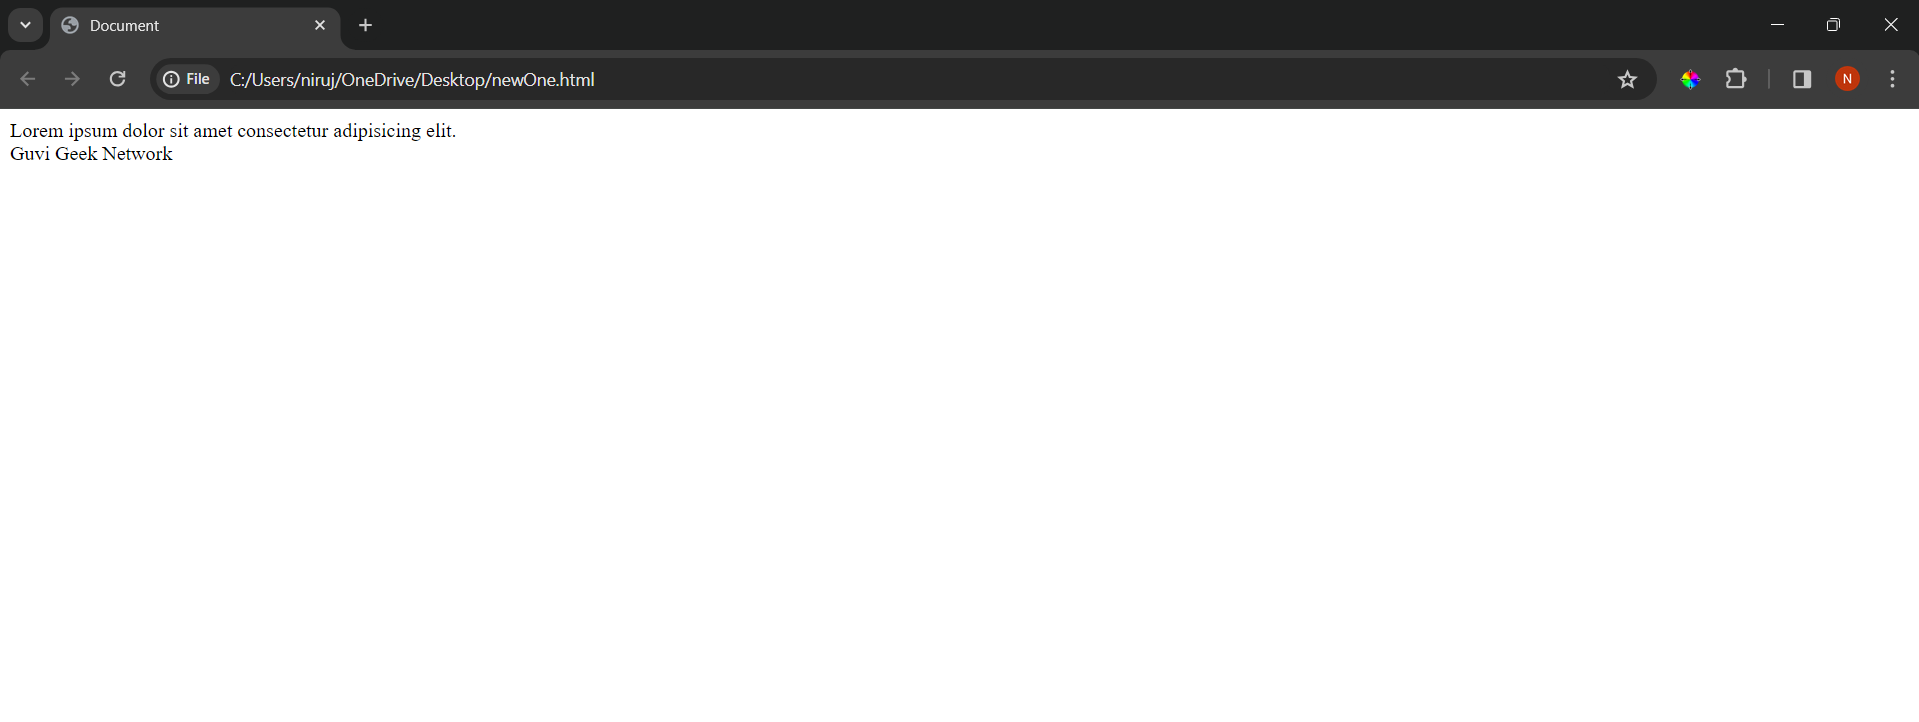 Document
File
C:/Users/niruj/OneDrive/Desktop/newOne.html
N
Lorem ipsum dolor sit amet consectetur adipisicing elit.
Guvi Geek Network